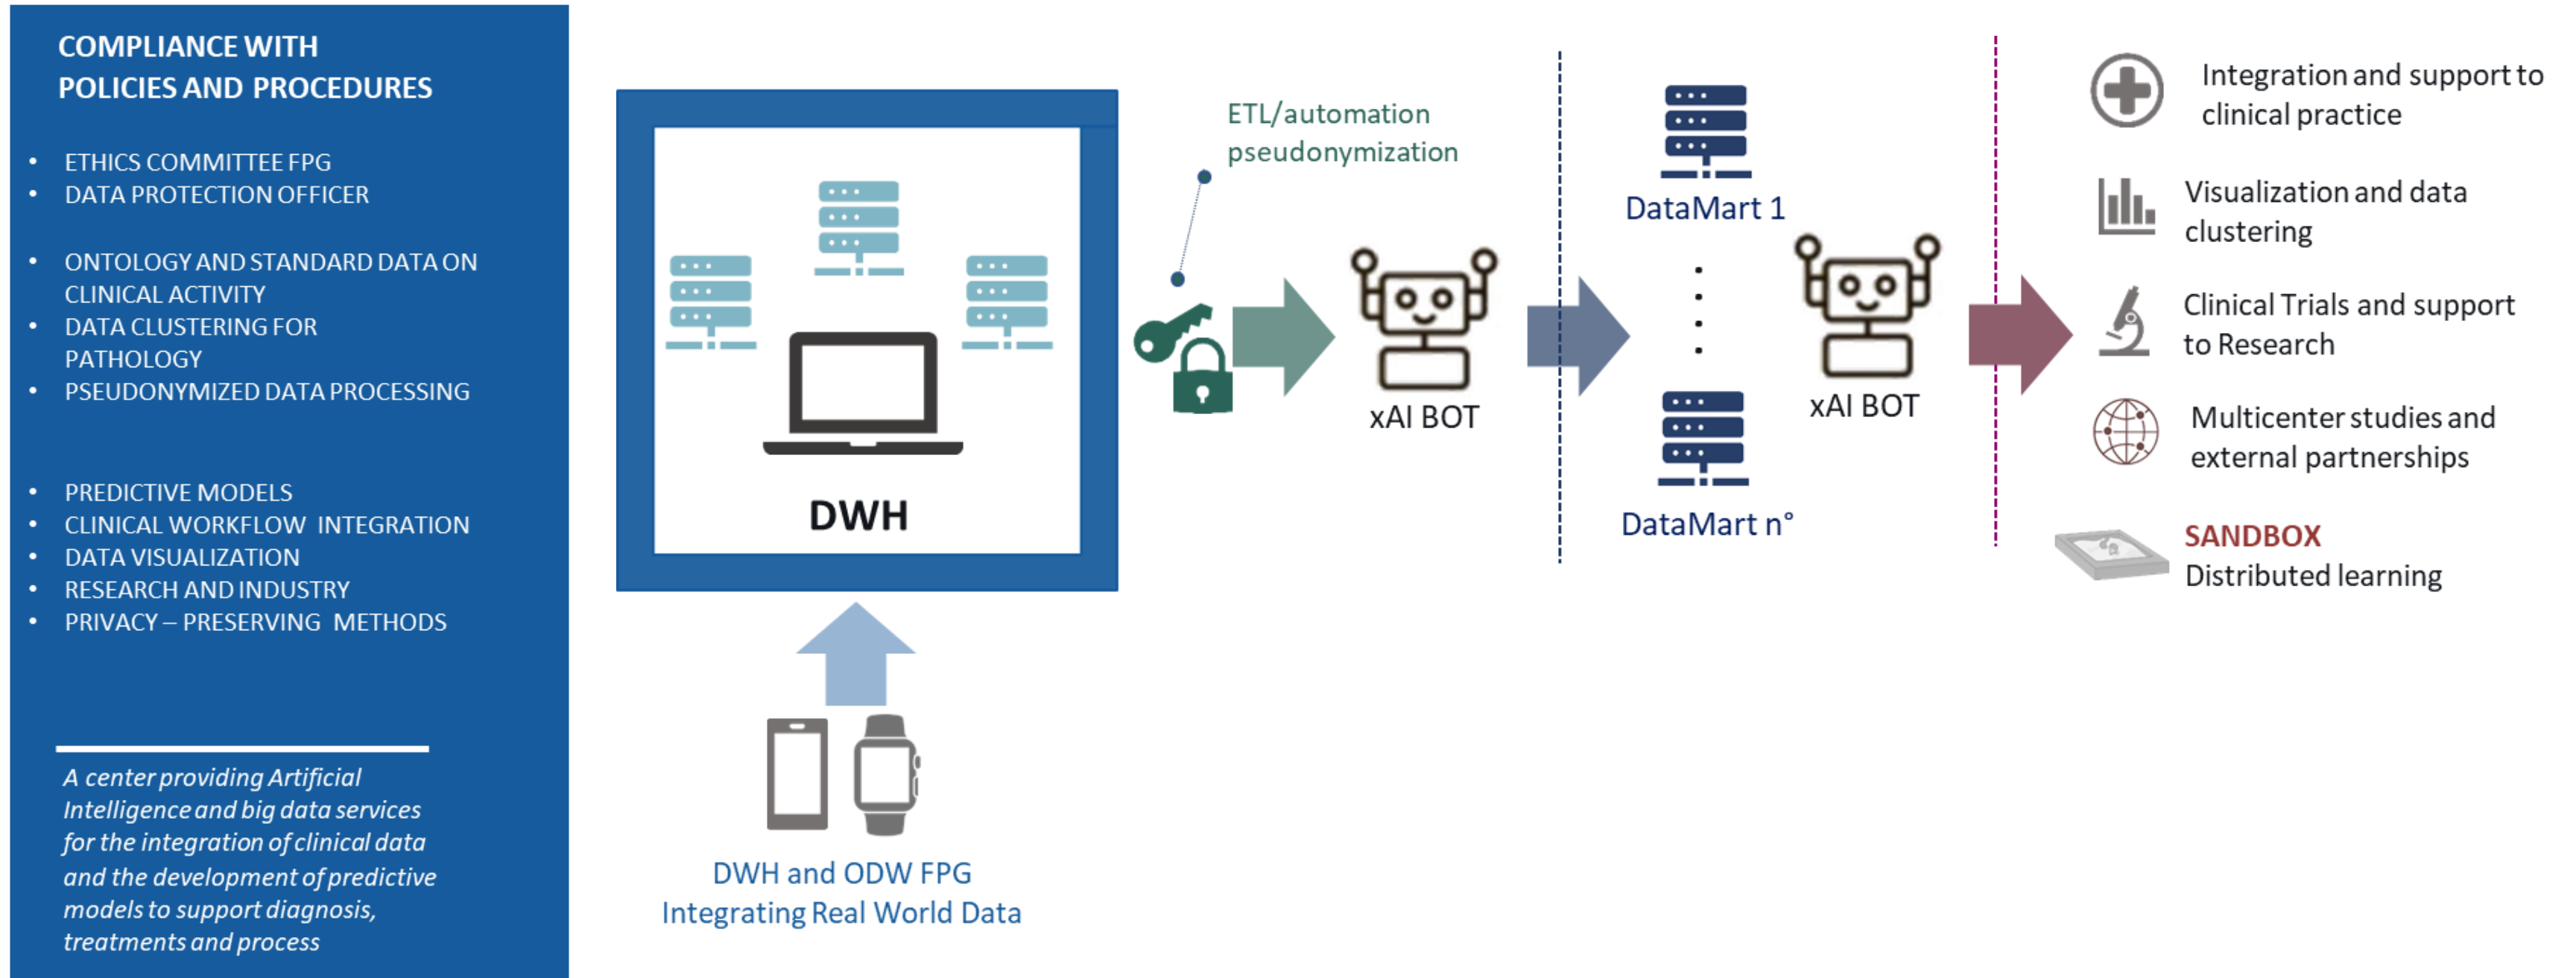 COMPLIANCE WITH
POLICIES AND PROCEDURES
• ETHICS COMMITTEE FPG
• DATA PROTECTION OFFICER
• ONTOLOGY AND STANDARD DATA ON
CLINICAL ACTIVITY
• DATA CLUSTERING FOR
PATHOLOGY
• PSEUDONYMIZED DATA PROCESSING
• PREDICTIVE MODELS
• CLINICAL WORKFLOW INTEGRATION
• DATA VISUALIZATION
• RESEARCH AND INDUSTRY
• PRIVACY – PRESERVING METHODS
A center providing Artificial
Intelligence and big data services
for the integration of clinical data
and the development of predictive
models to support diagnosis,
treatments and process
DWH
DWH and ODW FPG
Integrating Real World Data
ETL/automation
pseudonymization
xAI BOT
DataMart 1
DataMart n°
xAI BOT
Integration and support to
clinical practice
Visualization and data
clustering
Clinical Trials and support
to Research
Multicenter studies and
external partnerships
SANDBOX
Distributed learning